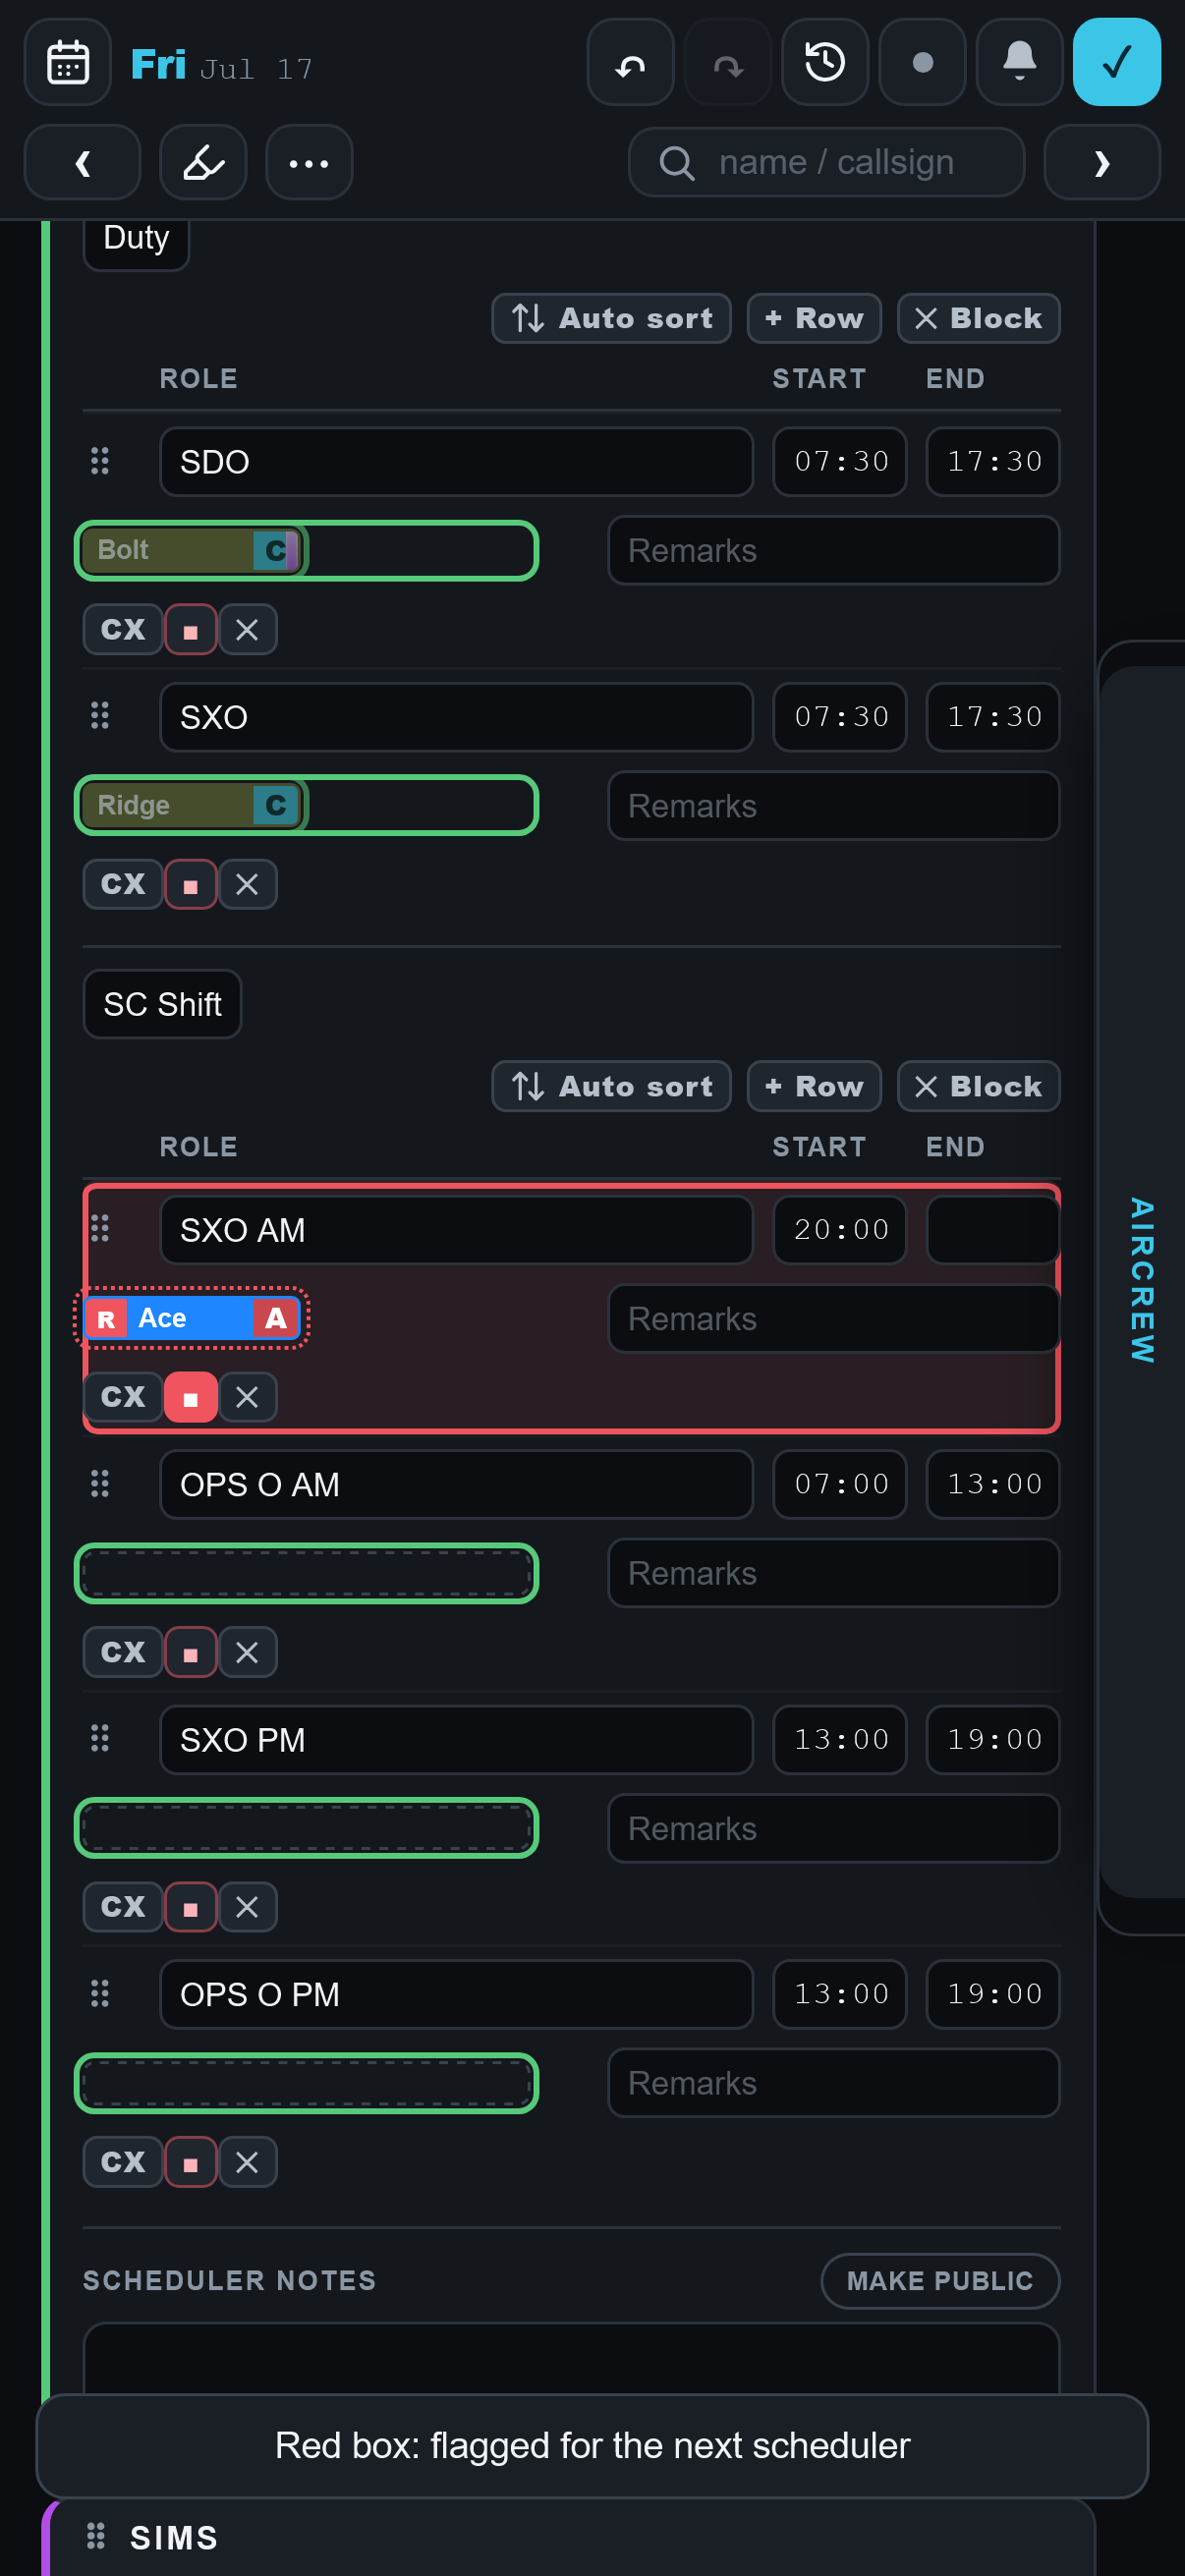 Fri Jul 17
name / callsign
Duty
Auto sort + Row Block
ROLE START END
SDO 07:30 17:30
Bolt C Remarks
CX
SXO 07:30 17:30
Ridge C Remarks
CX
SC Shift
Auto sort + Row Block
ROLE START END
SXO AM 20:00
R Ace A Remarks
CX
OPS O AM 07:00 13:00
Remarks
CX
SXO PM 13:00 19:00
Remarks
CX
OPS O PM 13:00 19:00
Remarks
CX
AIRCREW
SCHEDULER NOTES MAKE PUBLIC
Red box: flagged for the next scheduler
SIMS